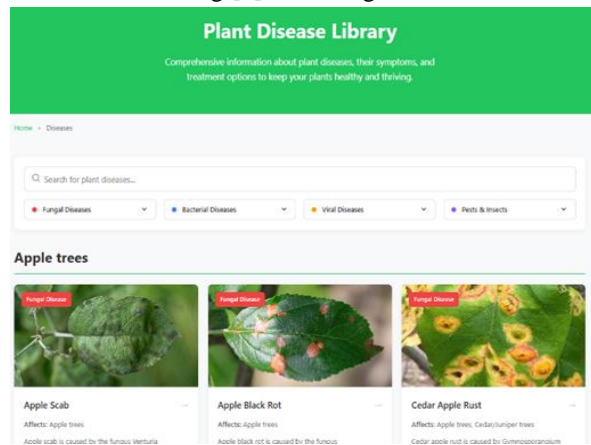 Plant Disease Library
Comprehensive information about plant diseases, their symptoms, and
treatment options to keep your plants healthy and thriving.
Home • Diseases
Search for plant diseases...
Fungal Diseases
Bacterial Diseases
Viral Diseases
Pests & Insects
Apple trees
Fungal Disease
Fungal Disease
Fungal Disease
Apple Scab
Apple Black Rot
Cedar Apple Rust
Affects: Apple trees
Affects: Apple trees
Affects: Apple trees, Cedar/Juniper trees
Apple scab is caused by the fungus Venturia
Apple black rot is caused by the fungus
Cedar apple rust is caused by Gymnosporangium